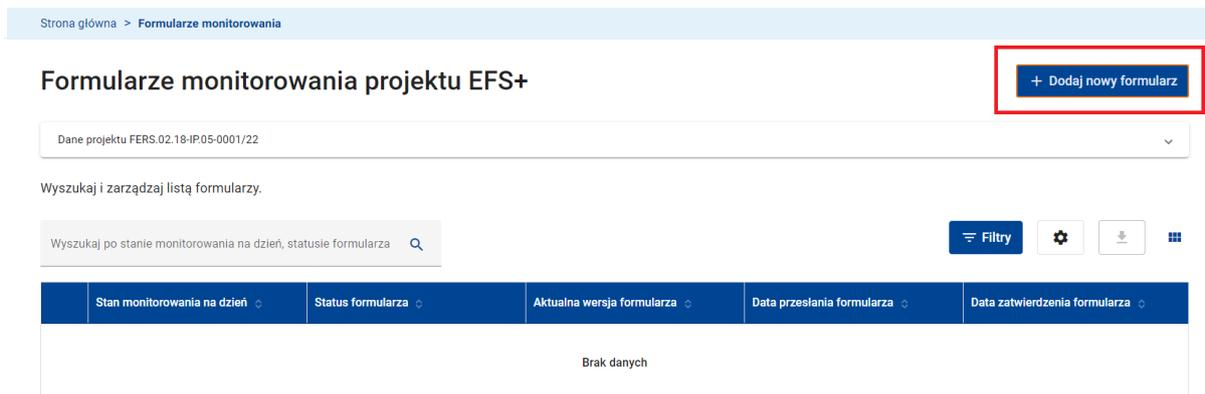 Strona główna > Formularze monitorowania
Formularze monitorowania projektu EFS+
+ Dodaj nowy formularz
Dane projektu FERS.02.18-IP.05-0001/22
Wyszukaj i zarządzaj listą formularzy.
Wyszukaj po stanie monitorowania na dzień, statusie formularza
Filtry
Stan monitorowania na dzień
Status formularza
Aktualna wersja formularza
Data przesłania formularza
Data zatwierdzenia formularza
Brak danych